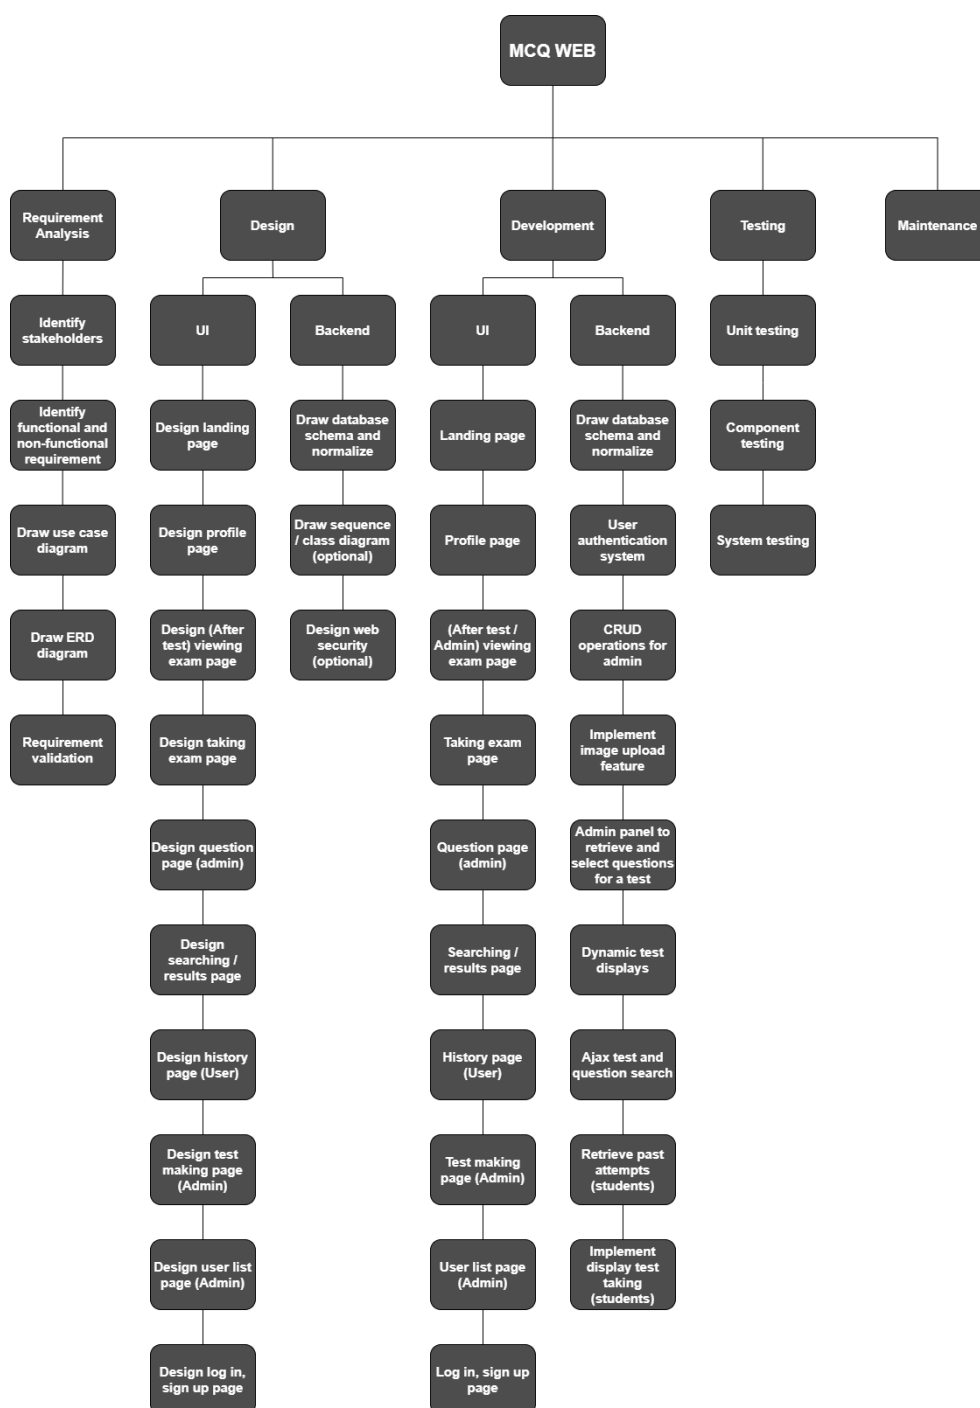 MCQ WEB
Requirement
Analysis
Design
Development
Testing
Maintenance
Identify
stakeholders
UI
Backend
UI
Backend
Unit testing
Identify
functional and
non-functional
requirement
Design landing
page
Draw database
schema and
normalize
Landing page
Draw database
schema and
normalize
Component
testing
Draw use case
diagram
Design profile
page
Draw sequence
/ class diagram
(optional)
Profile page
User
authentication
system
System testing
Draw ERD
diagram
Design (After
test) viewing
exam page
Design web
security
(optional)
(After test /
Admin) viewing
exam page
CRUD
operations for
admin
Requirement
validation
Design taking
exam page
Taking exam
page
Implement
image upload
feature
Design question
page (admin)
Question page
(admin)
Admin panel to
retrieve and
select questions
for a test
Design
searching /
results page
Searching /
results page
Dynamic test
displays
Design history
page (User)
History page
(User)
Ajax test and
question search
Design test
making page
(Admin)
Test making
page (Admin)
Retrieve past
attempts
(students)
Design user list
page (Admin)
User list page
(Admin)
Implement
display test
taking
(students)
Design log in,
sign up page
Log in, sign up
page